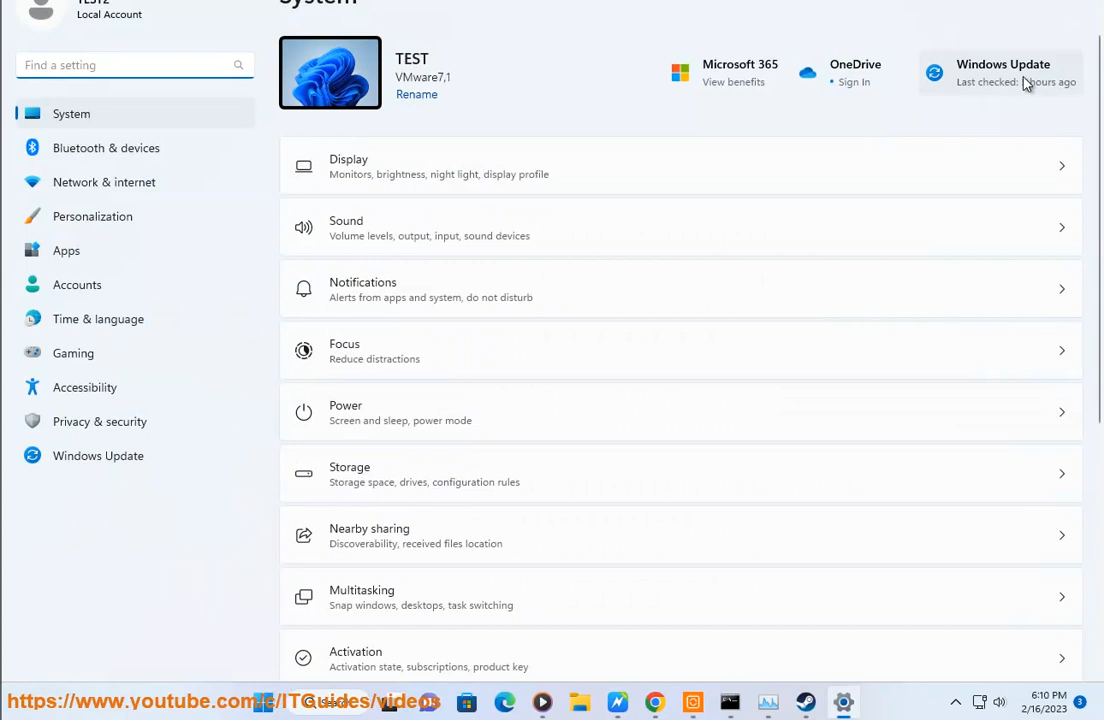 TEST2
Local Account
System
Find a setting
System
Bluetooth & devices
Network & internet
Personalization
Apps
Accounts
Time & language
Gaming
Accessibility
Privacy & security
Windows Update
TEST
VMware7,1
Rename
Microsoft 365
View benefits
OneDrive
• Sign In
Windows Update
Last checked: hours ago
Display
Monitors, brightness, night light, display profile
Sound
Volume levels, output, input, sound devices
Notifications
Alerts from apps and system, do not disturb
Focus
Reduce distractions
Power
Screen and sleep, power mode
Storage
Storage space, drives, configuration rules
Nearby sharing
Discoverability, received files location
Multitasking
Snap windows, desktops, task switching
Activation
Activation state, subscriptions, product key
https://www.youtube.com/c/ITGuides/videos
6:10 PM
2/16/2023
3